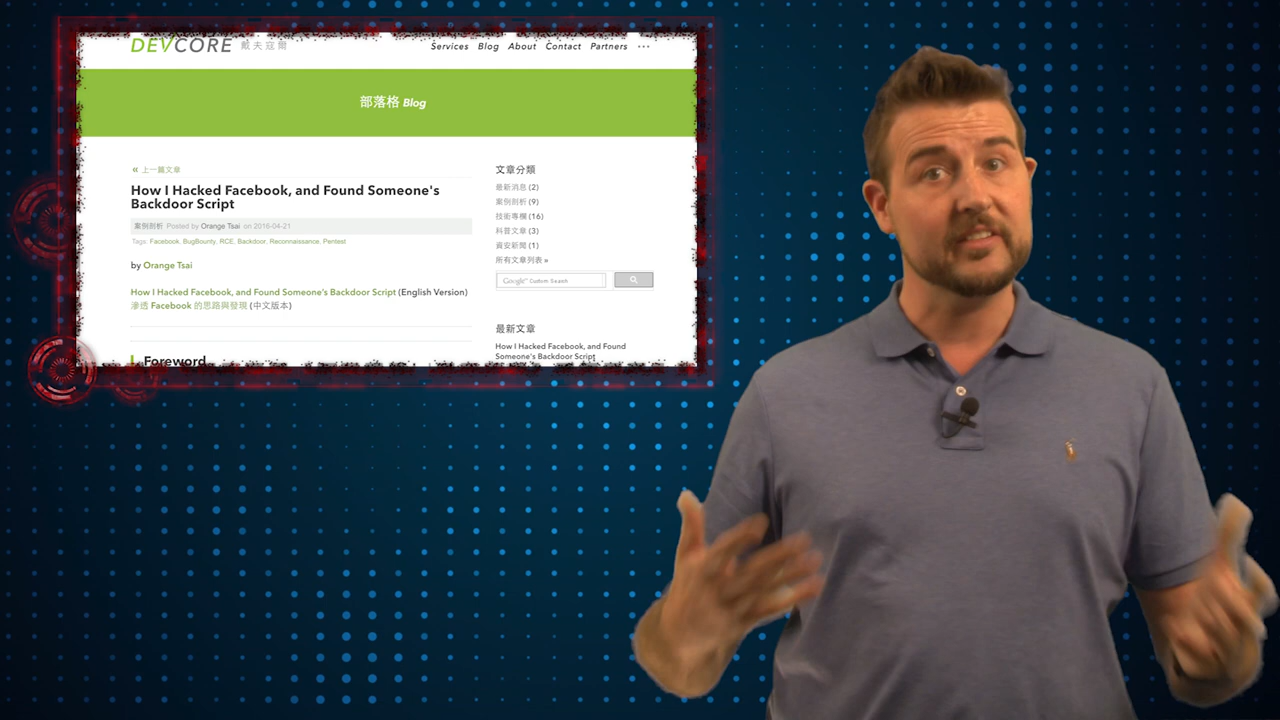 DEVCORE 戴夫寇爾
Services Blog About Contact Partners
部落格 Blog
« 上一篇文章
How I Hacked Facebook, and Found Someone's
Backdoor Script
案例剖析 Posted by Orange Tsai on 2016-04-21
Tags: Facebook, BugBounty, RCE, Backdoor, Reconnaissance, Pentest
by Orange Tsai
How I Hacked Facebook, and Found Someone's Backdoor Script (English Version)
滲透 Facebook 的思路與發現 (中文版本)
Foreword
文章分類
最新消息 (2)
案例剖析 (9)
技術專欄 (16)
科普文章 (3)
資安新聞 (1)
所有文章列表 »
Google™ Custom Search
最新文章
How I Hacked Facebook, and Found
Someone's Backdoor Script